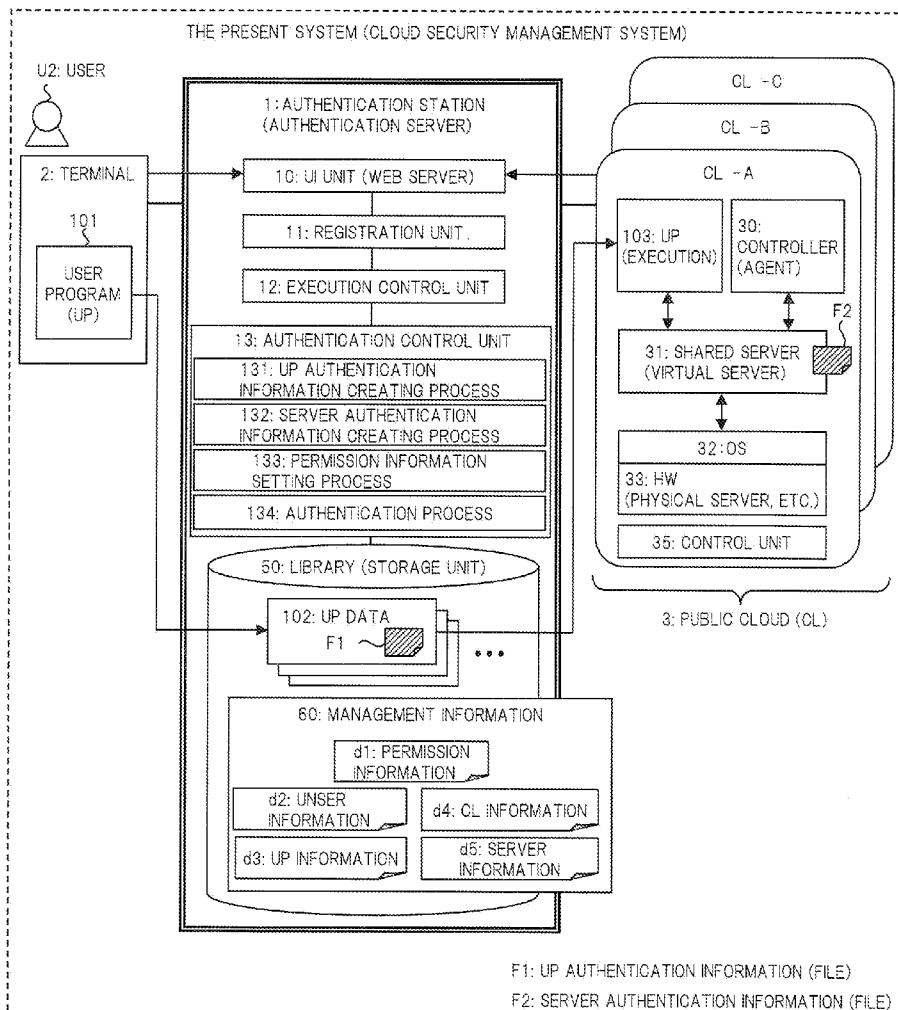 THE PRESENT SYSTEM (CLOUD SECURITY MANAGEMENT SYSTEM)
U2: USER
2: TERMINAL
101
USER
PROGRAM
(UP)
1: AUTHENTICATION STATION
(AUTHENTICATION SERVER)
10: UI UNIT (WEB SERVER)
11: REGISTRATION UNIT.
12: EXECUTION CONTROL UNIT
13: AUTHENTICATION CONTROL UNIT
131: UP AUTHENTICATION
INFORMATION CREATING PROCESS
132: SERVER AUTHENTICATION
INFORMATION CREATING PROCESS
133: PERMISSION INFORMATION
SETTING PROCESS
134: AUTHENTICATION PROCESS
50: LIBRARY (STORAGE UNIT)
102: UP DATA
F1
...
60: MANAGEMENT INFORMATION
d1: PERMISSION
INFORMATION
d2: UNSER
INFORMATION
d4: CL INFORMATION
d3: UP INFORMATION
d5: SERVER
INFORMATION
CL -C
CL -B
CL -A
103: UP
(EXECUTION)
30:
CONTROLLER
(AGENT)
F2
31: SHARED SERVER
(VIRTUAL SERVER)
32: OS
33: HW
(PHYSICAL SERVER, ETC.)
35: CONTROL UNIT
3: PUBLIC CLOUD (CL)
F1: UP AUTHENTICATION INFORMATION (FILE)
F2: SERVER AUTHENTICATION INFORMATION (FILE)